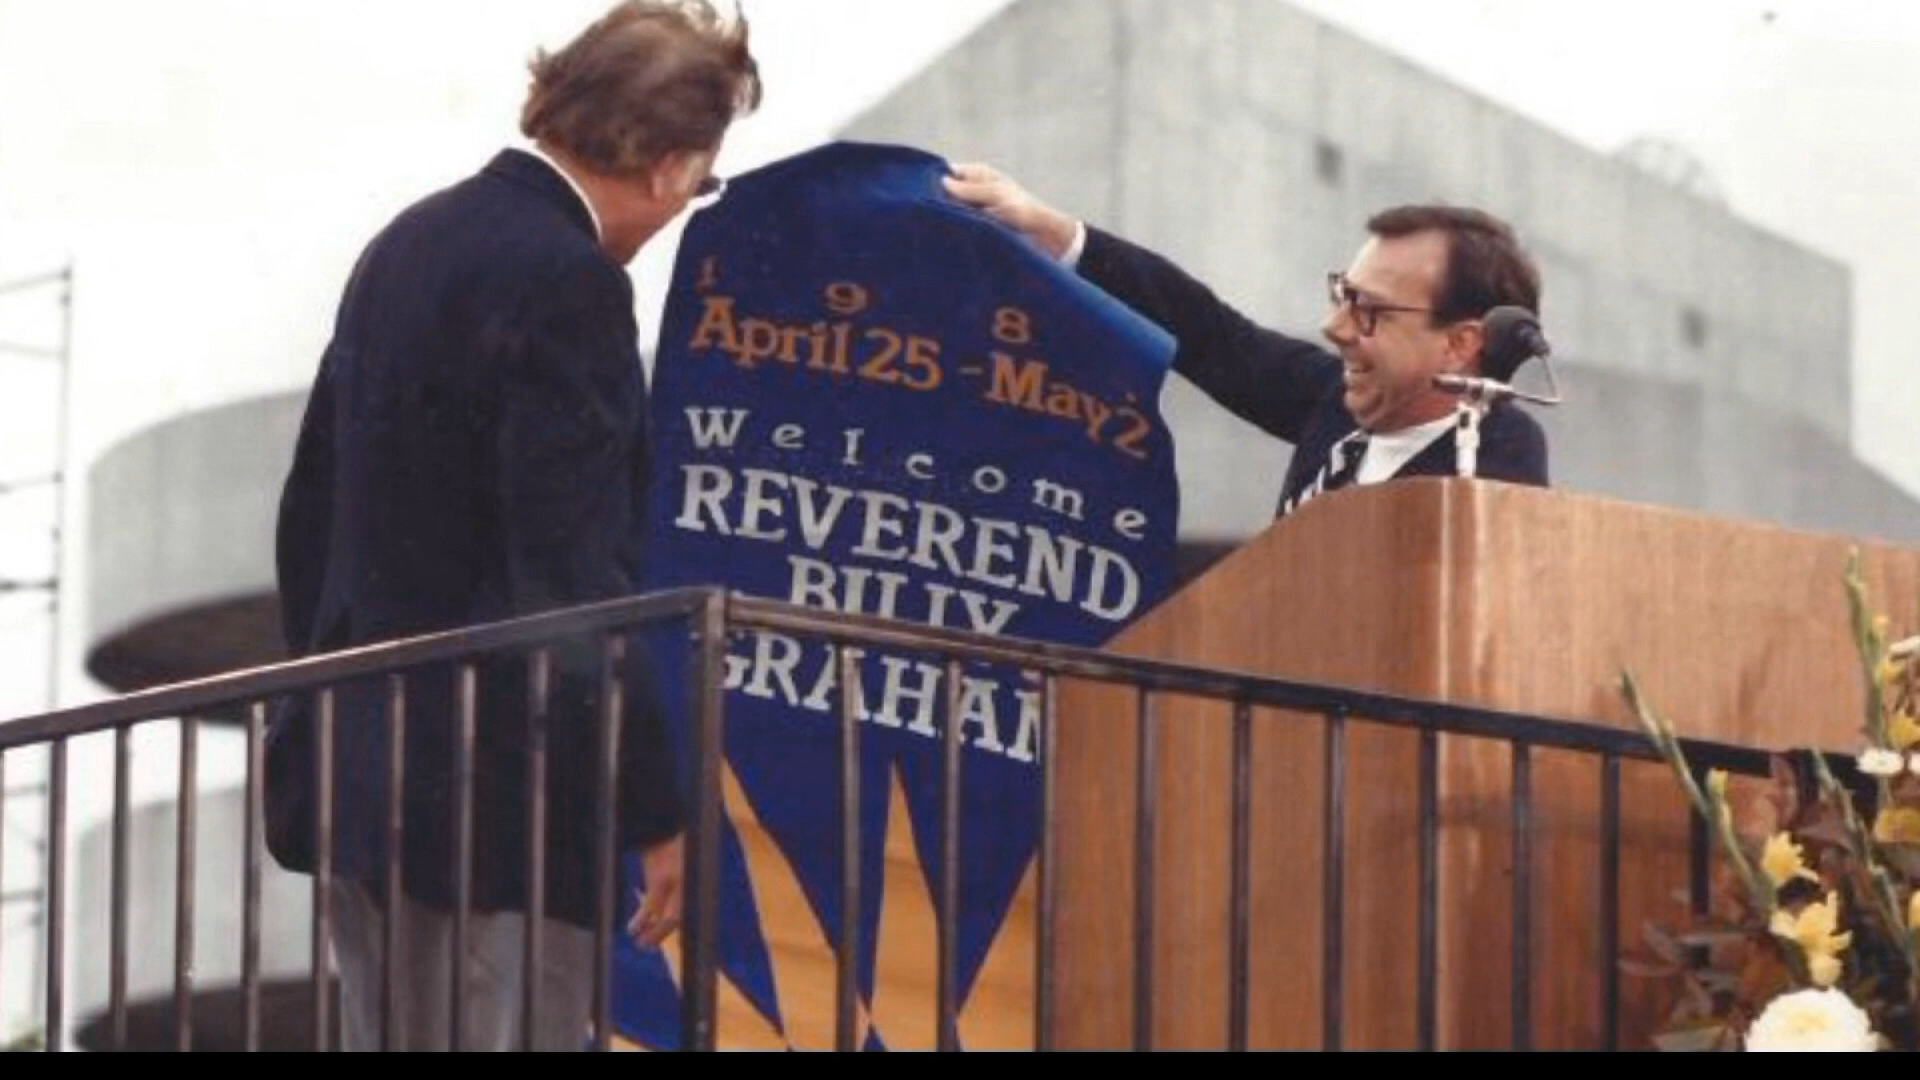 1 9 8
April 25 - May 2
Welcome
REVEREND
BILLY
GRAHAM